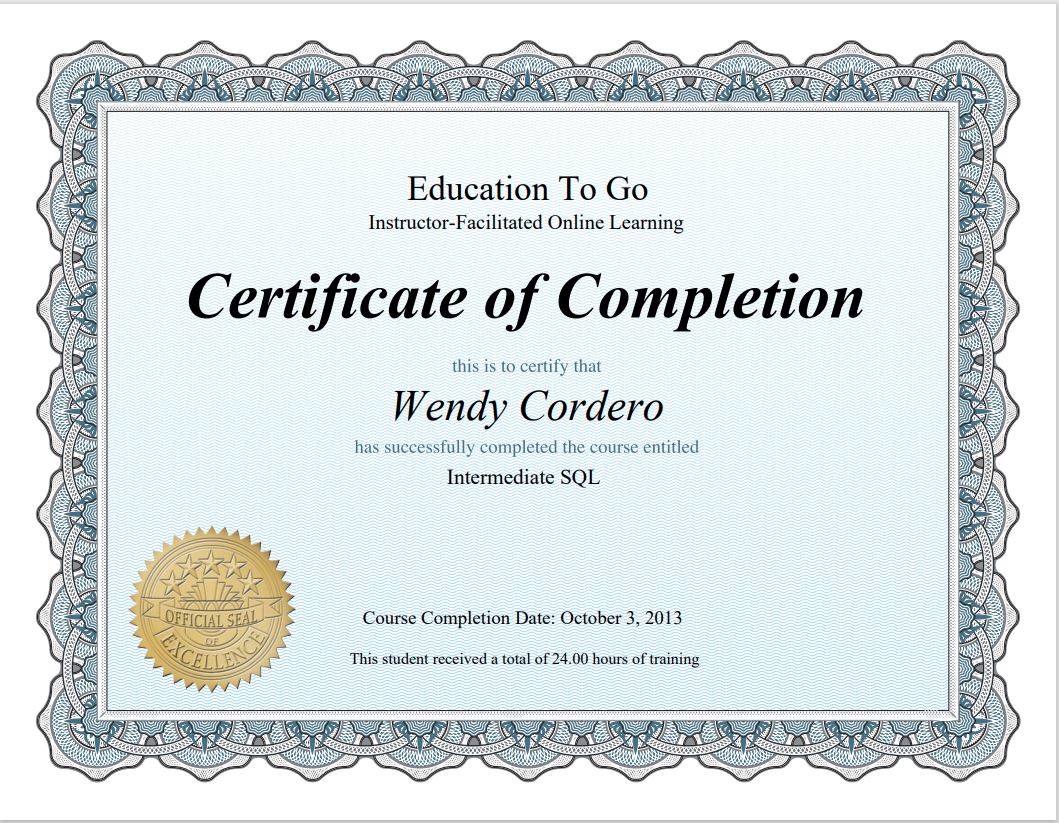 Education To Go
Instructor-Facilitated Online Learning
Certificate of Completion
this is to certify that
Wendy Cordero
has successfully completed the course entitled
Intermediate SQL
OFFICIAL SEAL
OF
EXCELLENCE
Course Completion Date: October 3, 2013
This student received a total of 24.00 hours of training